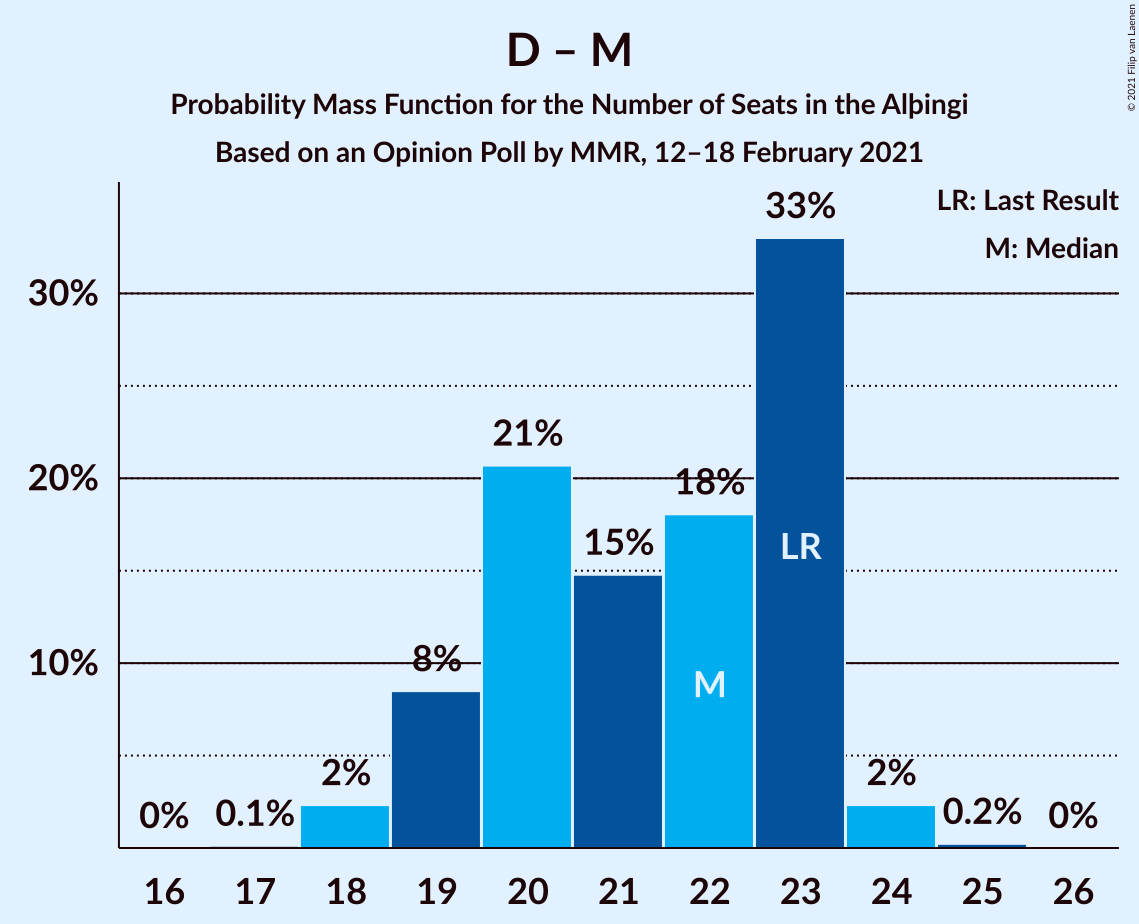 D – M
Probability Mass Function for the Number of Seats in the Alþingi
Based on an Opinion Poll by MMR, 12–18 February 2021
© 2021 Filip van Laenen
LR: Last Result
M: Median
33%
30%
21%
20%
18%
15%
LR
10%
8%
M
2%
2%
0%
0.1%
0.2%
0%
16 17 18 19 20 21 22 23 24 25 26